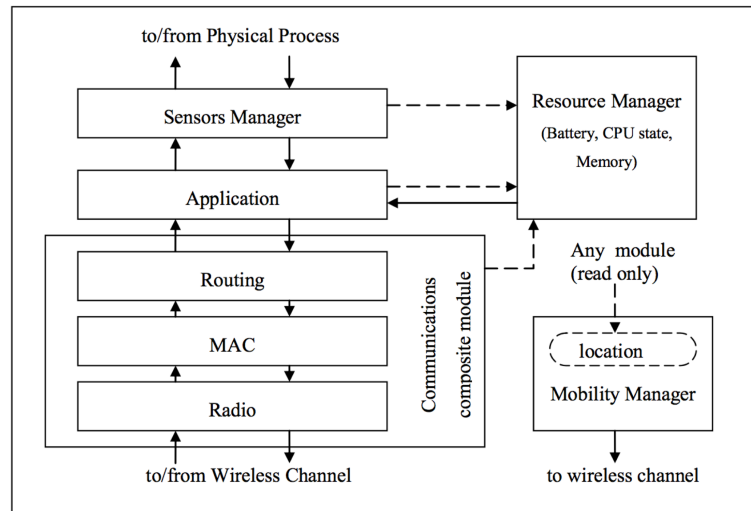 to/from Physical Process
Sensors Manager
Resource Manager
(Battery, CPU state,
Memory)
Application
Any module
(read only)
Routing
Communications
composite module
MAC
location
Radio
Mobility Manager
to/from Wireless Channel
to wireless channel